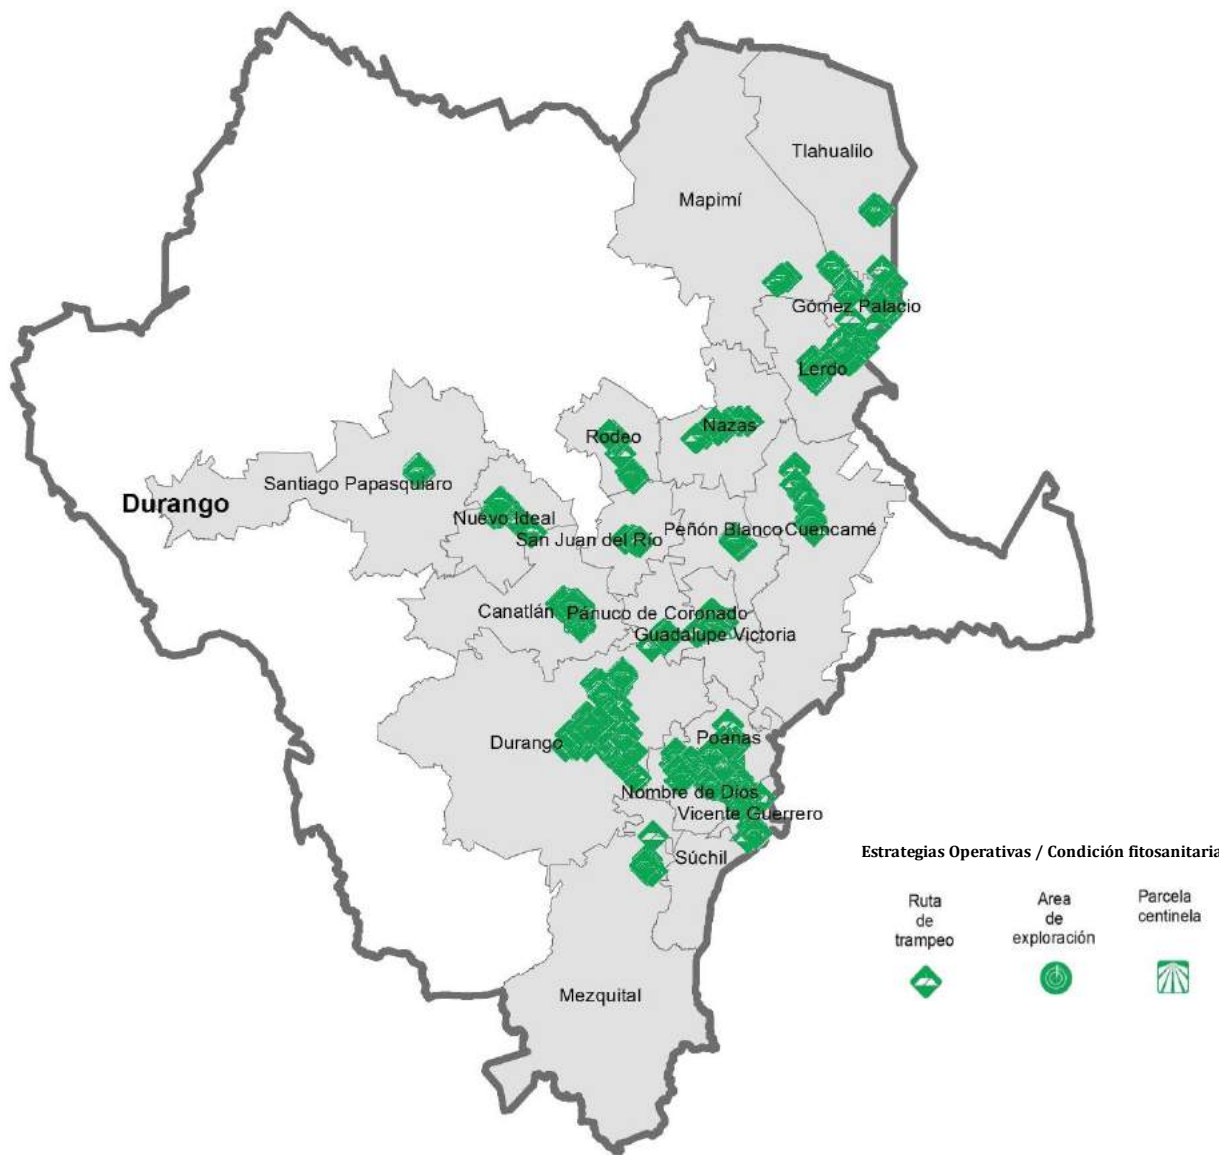 Tlahualilo
Mapimí
Gómez Palacio
Lerdo
Nazas
Rodeo
Santiago Papasquiaro
Durango
Nuevo Ideal
San Juan del Río
Peñón Blanco
Cuencamé
Canatlán
Pánuco de Coronado
Guadalupe Victoria
Durango
Poanas
Nombre de Dios
Vicente Guerrero
Súchil
Mezquital
Estrategias Operativas / Condición fitosanitaria
Ruta
de
trampeo
Area
de
exploración
Parcela
centinela